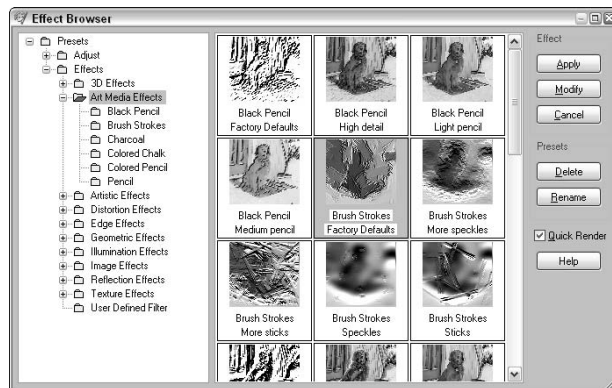 Effect Browser
Presets
Adjust
Effects
3D Effects
Art Media Effects
Black Pencil
Brush Strokes
Charcoal
Colored Chalk
Colored Pencil
Pencil
Artistic Effects
Distortion Effects
Edge Effects
Geometric Effects
Illumination Effects
Image Effects
Reflection Effects
Texture Effects
User Defined Filter
Black Pencil
Factory Defaults
Black Pencil
High detail
Black Pencil
Light pencil
Black Pencil
Medium pencil
Brush Strokes
Factory Defaults
Brush Strokes
More speckles
Brush Strokes
More sticks
Brush Strokes
Speckles
Brush Strokes
Sticks
Effect
Apply
Modify
Cancel
Presets
Delete
Rename
Quick Render
Help